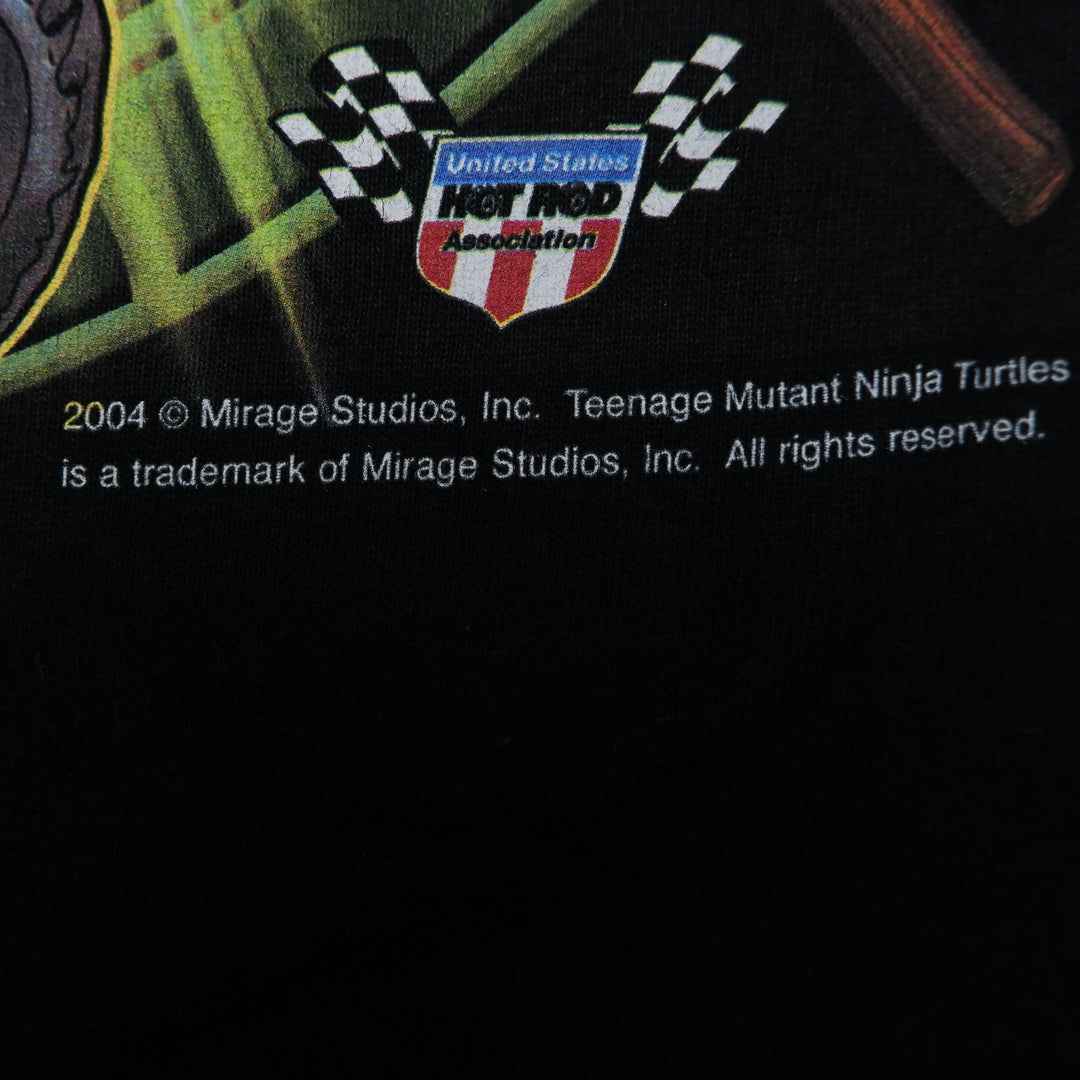 United States
HOT ROD
Association
2004 © Mirage Studios, Inc. Teenage Mutant Ninja Turtles
is a trademark of Mirage Studios, Inc. All rights reserved.